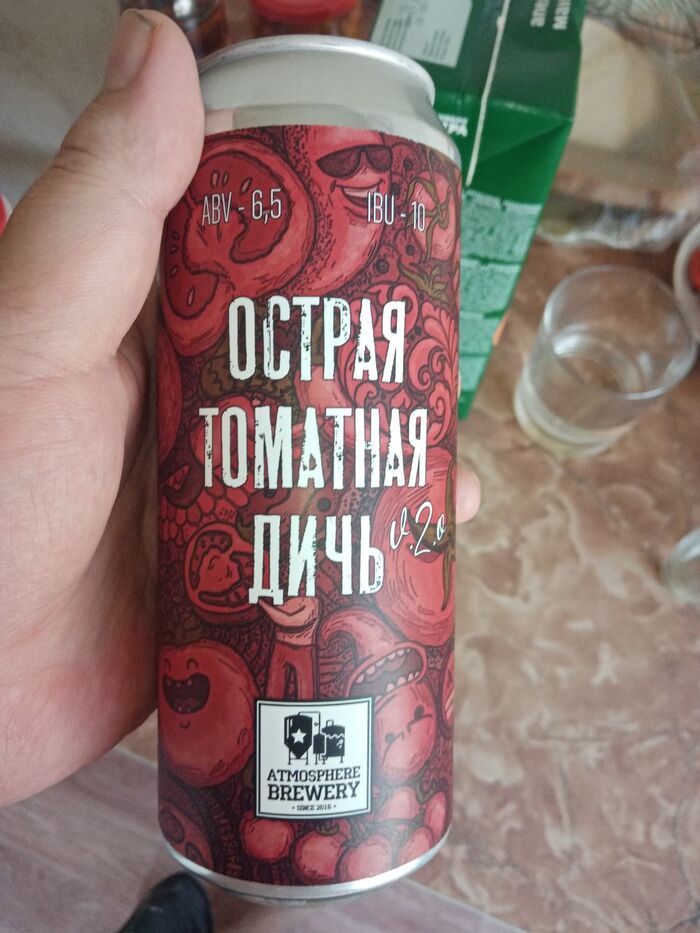 ABV - 6,5 IBU - 10
ОСТРАЯ
ТОМАТНАЯ
ДИЧЬ v.2.0
ATMOSPHERE
BREWERY
• SINCE 2016 •